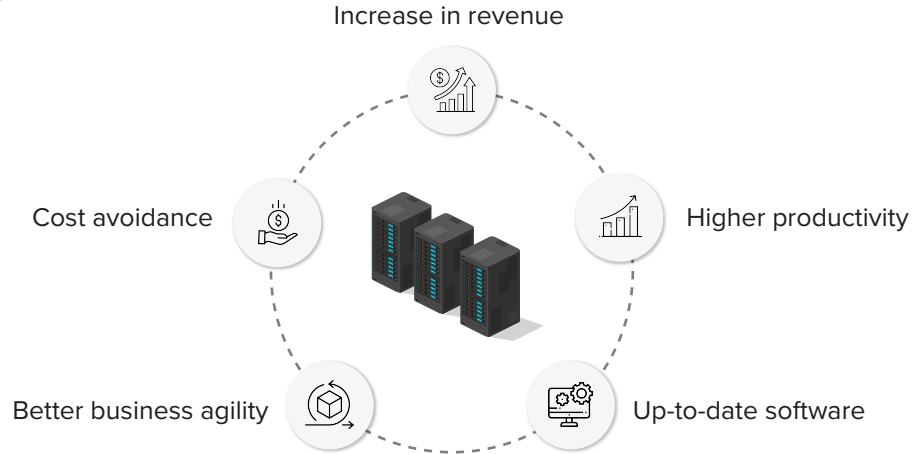 Increase in revenue
Cost avoidance
Higher productivity
Better business agility
Up-to-date software